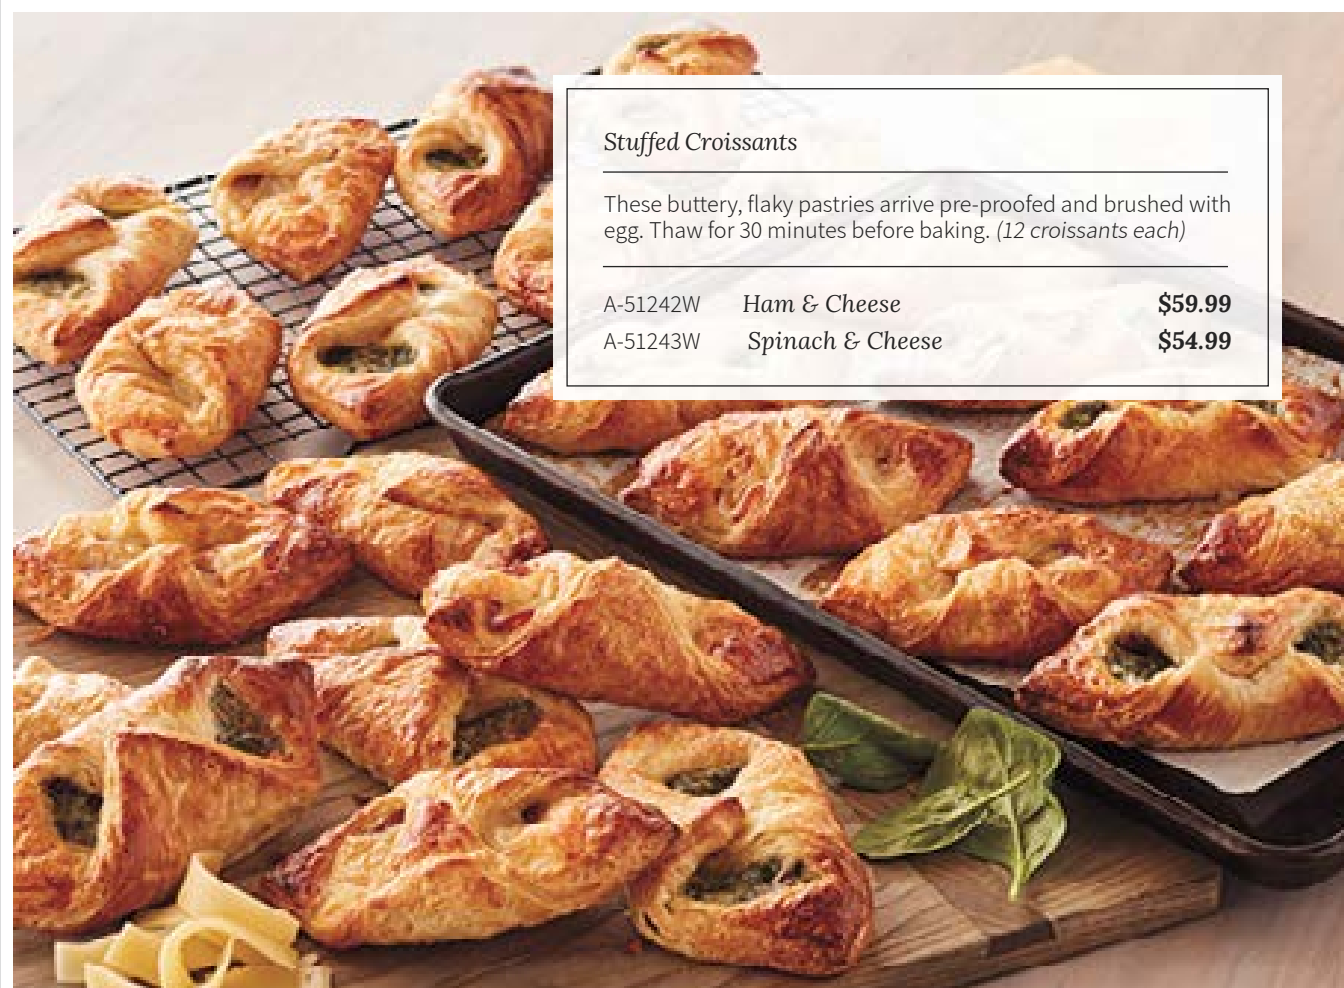 Stuffed Croissants
These buttery, flaky pastries arrive pre-proofed and brushed with
egg. Thaw for 30 minutes before baking. (12 croissants each)
A-51242W Ham & Cheese $59.99
A-51243W Spinach & Cheese $54.99